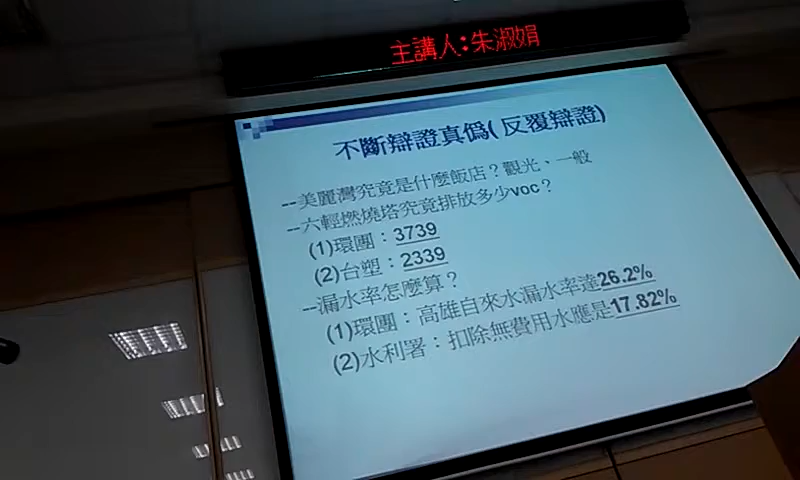 主講人:朱淑娟
不斷辯證真偽(反覆辯證)
--美麗灣究竟是什麼飯店？觀光、一般
--六輕燃燒塔究竟排放多少voc？
(1)環團：3739
(2)台塑：2339
--漏水率怎麼算？
(1)環團：高雄自來水漏水率達26.2%
(2)水利署：扣除無費用水應是17.82%